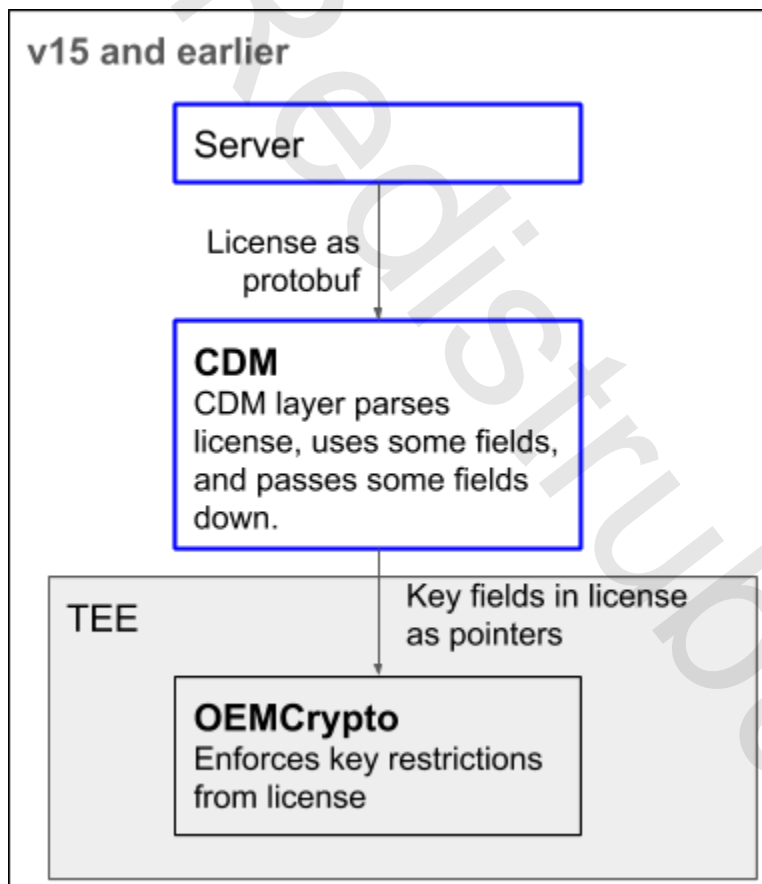 v15 and earlier
Server
License as
protobuf
CDM
CDM layer parses
license, uses some fields,
and passes some fields
down.
Key fields in license
as pointers
TEE
OEMCrypto
Enforces key restrictions
from license